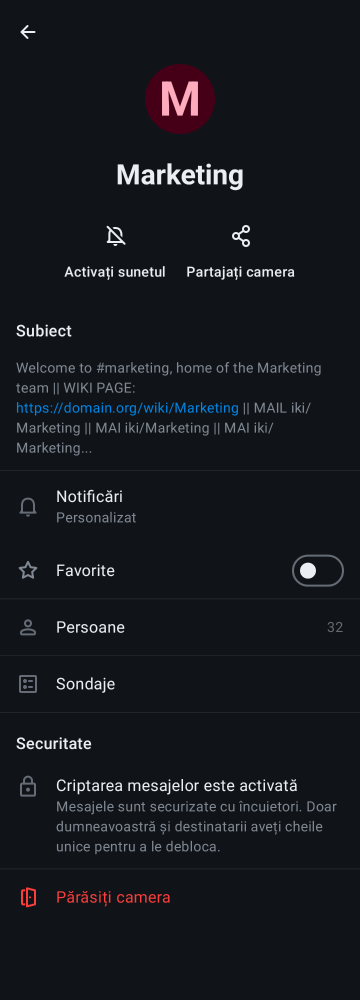 M
Marketing
Activați sunetul
Partajați camera
Subiect
Welcome to #marketing, home of the Marketing
team || WIKI PAGE:
https://domain.org/wiki/Marketing || MAIL iki/
Marketing || MAI iki/Marketing || MAI iki/
Marketing...
Notificări
Personalizat
Favorite
Persoane 32
Sondaje
Securitate
Criptarea mesajelor este activată
Mesajele sunt securizate cu încuietori. Doar
dumneavoastră și destinatarii aveți cheile
unice pentru a le debloca.
Părăsiți camera